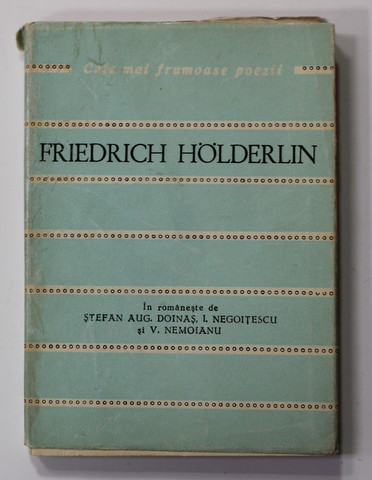 Cele mai frumoase poezii
FRIEDRICH HÖLDERLIN
În românește de
ȘTEFAN AUG. DOINAȘ, I. NEGOIȚESCU
și V. NEMOIANU